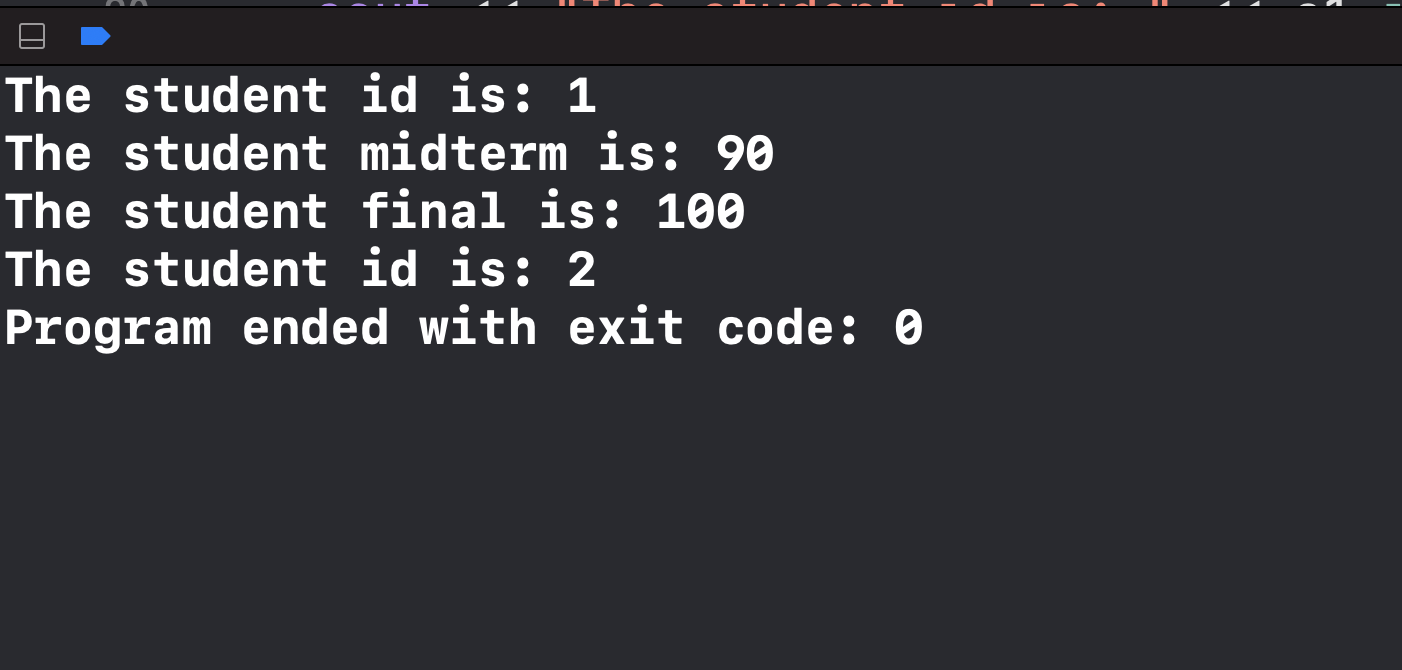 The student id is: 1
The student midterm is: 90
The student final is: 100
The student id is: 2
Program ended with exit code: 0